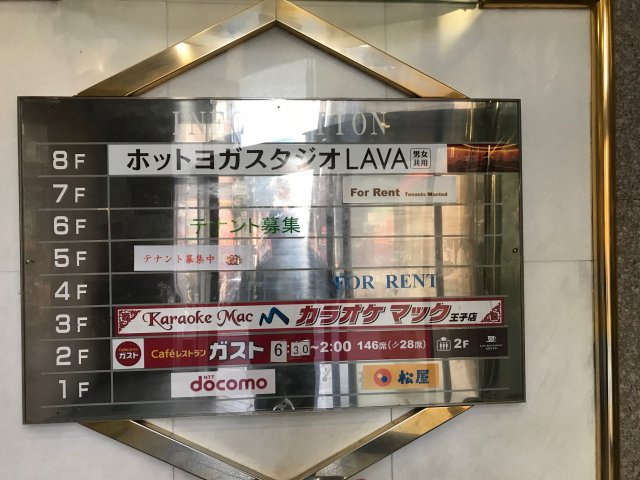 INFORMATION
8F ホットヨガスタジオLAVA 男女共用
7F For Rent Tenants Wanted
6F テナント募集
5F テナント募集中
4F FOR RENT
3F Karaoke Mac カラオケ マック 王子店
2F ガスト Caféレストラン ガスト 6:30~2:00 146席 28席) 2F
1F NTT docomo 松屋